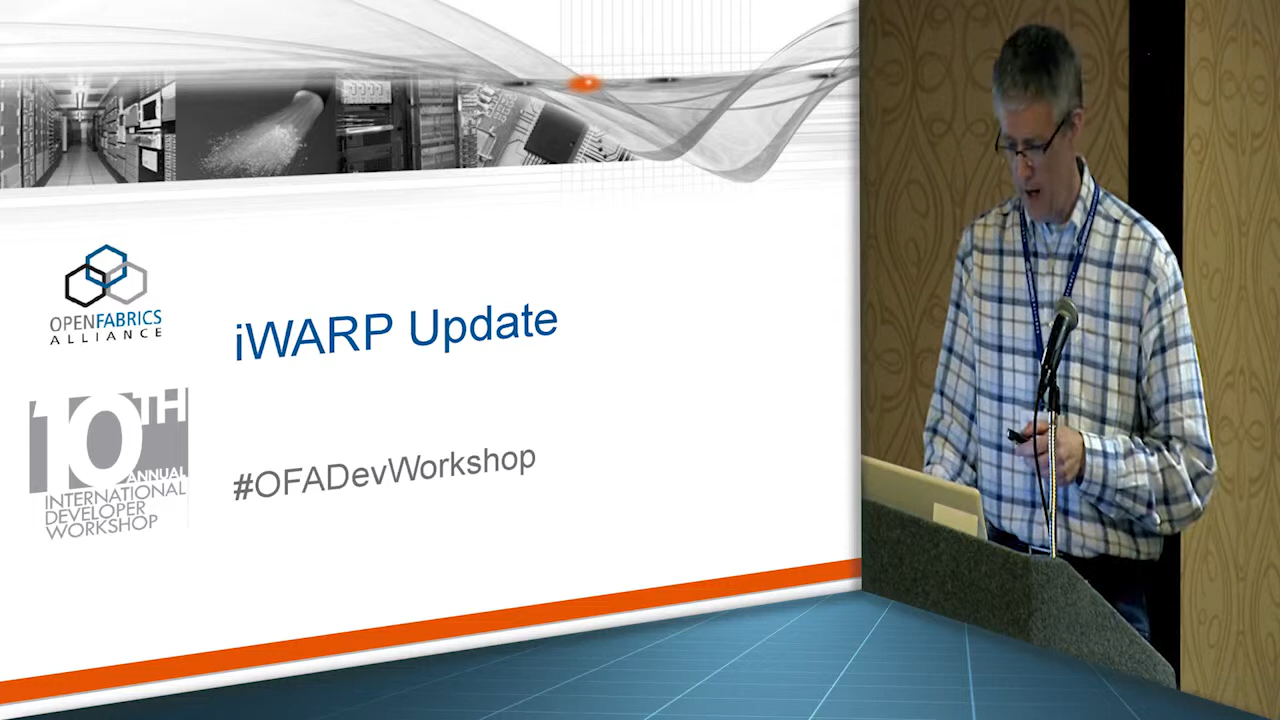 OPENFABRICS
ALLIANCE
iWARP Update
10TH
ANNUAL
INTERNATIONAL
DEVELOPER
WORKSHOP
#OFADevWorkshop